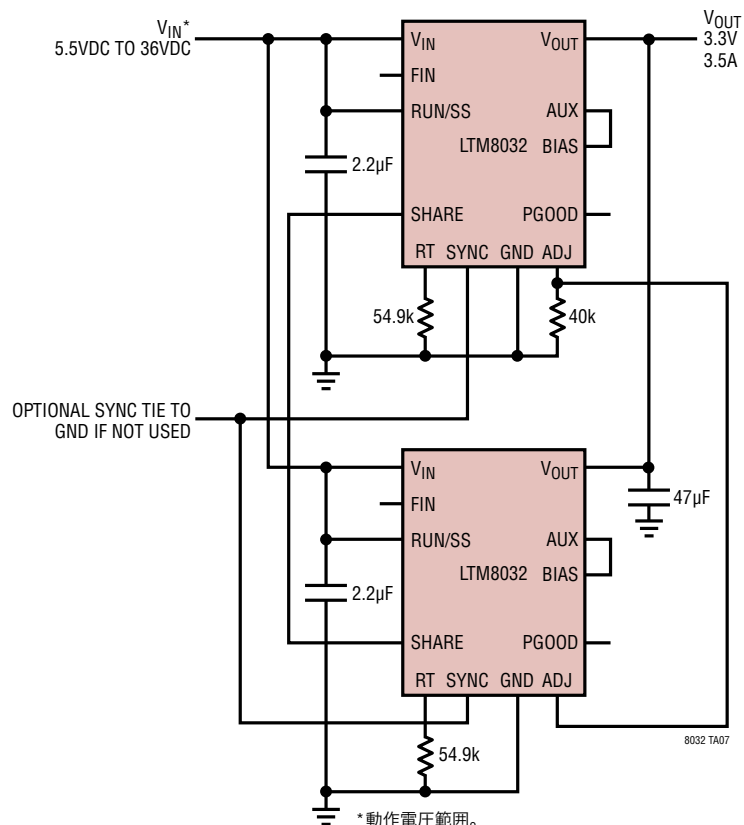 VIN*
5.5VDC TO 36VDC
VIN
VOUT
VOUT
3.3V
3.5A
FIN
RUN/SS
AUX
LTM8032
BIAS
2.2µF
SHARE
PGOOD
RT
SYNC
GND
ADJ
54.9k
40k
OPTIONAL SYNC TIE TO
GND IF NOT USED
VIN
VOUT
FIN
47µF
RUN/SS
AUX
LTM8032
BIAS
2.2µF
SHARE
PGOOD
RT
SYNC
GND
ADJ
8032 TA07
54.9k
*動作電圧範囲。